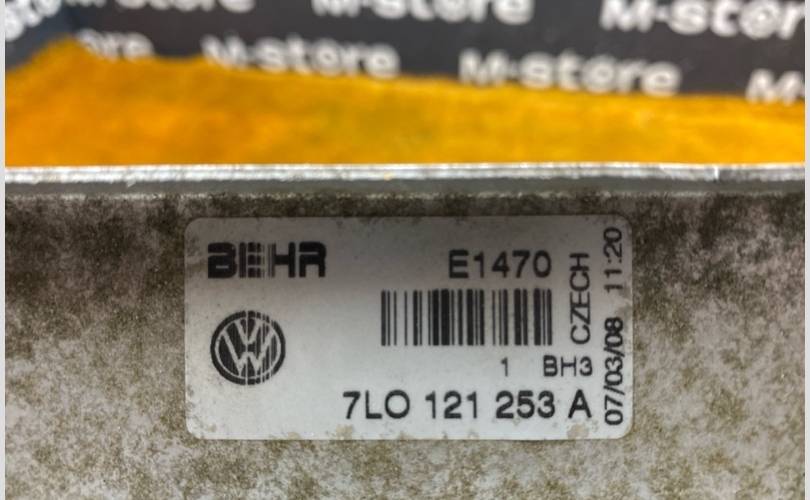 M-store M-store M-store
M-store M-store M-store
BEHR
E1470
CZECH
07/03/08 11:20
VW
1 BH3
7LO 121 253 A